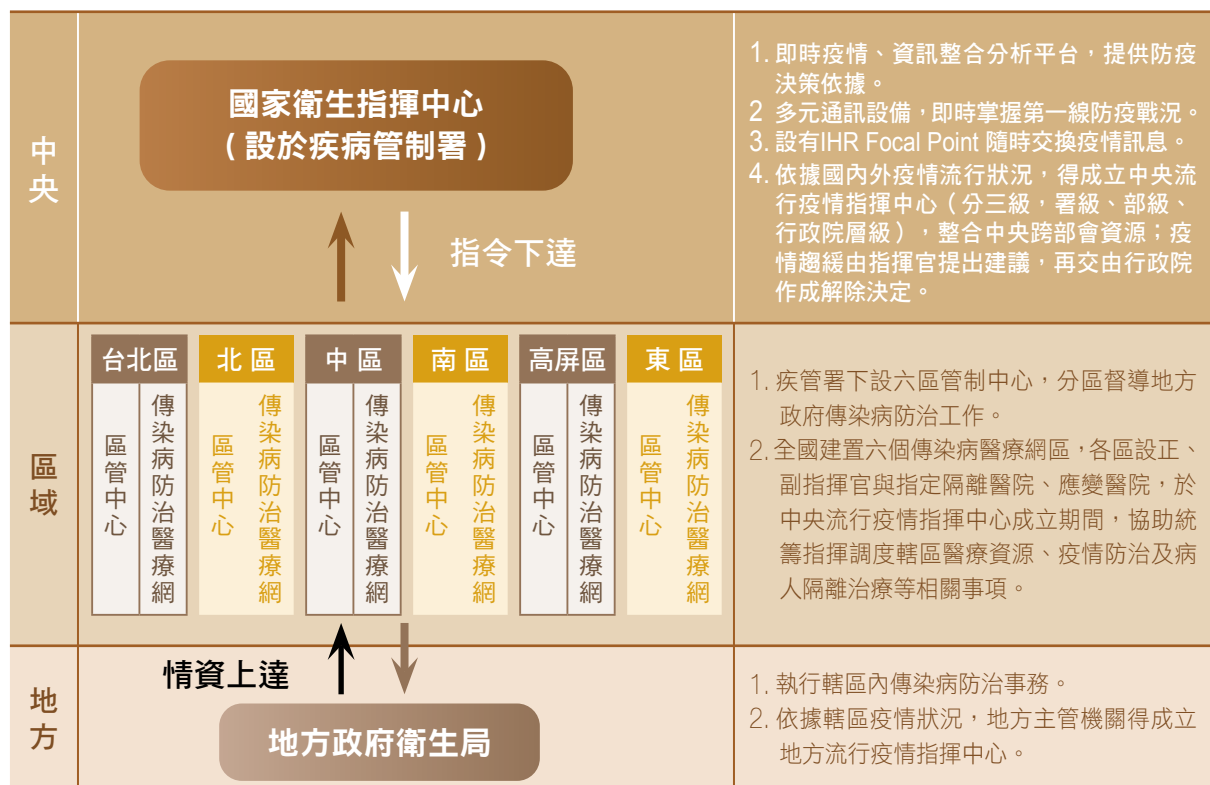 中央
國家衛生指揮中心
（設於疾病管制署）
指令下達
1. 即時疫情、資訊整合分析平台，提供防疫
決策依據。
2 多元通訊設備，即時掌握第一線防疫戰況。
3. 設有IHR Focal Point 隨時交換疫情訊息。
4. 依據國內外疫情流行狀況，得成立中央流
行疫情指揮中心（分三級，署級、部級、
行政院層級），整合中央跨部會資源；疫
情趨緩由指揮官提出建議，再交由行政院
作成解除決定。
區域
台北區
區管中心
傳染病防治醫療網
北區
區管中心
傳染病防治醫療網
中區
區管中心
傳染病防治醫療網
南區
區管中心
傳染病防治醫療網
高屏區
區管中心
傳染病防治醫療網
東區
區管中心
傳染病防治醫療網
1. 疾管署下設六區管制中心，分區督導地方
政府傳染病防治工作。
2. 全國建置六個傳染病醫療網區，各區設正、
副指揮官與指定隔離醫院、應變醫院，於
中央流行疫情指揮中心成立期間，協助統
籌指揮調度轄區醫療資源、疫情防治及病
人隔離治療等相關事項。
地方
情資上達
地方政府衛生局
1. 執行轄區內傳染病防治事務。
2. 依據轄區疫情狀況，地方主管機關得成立
地方流行疫情指揮中心。